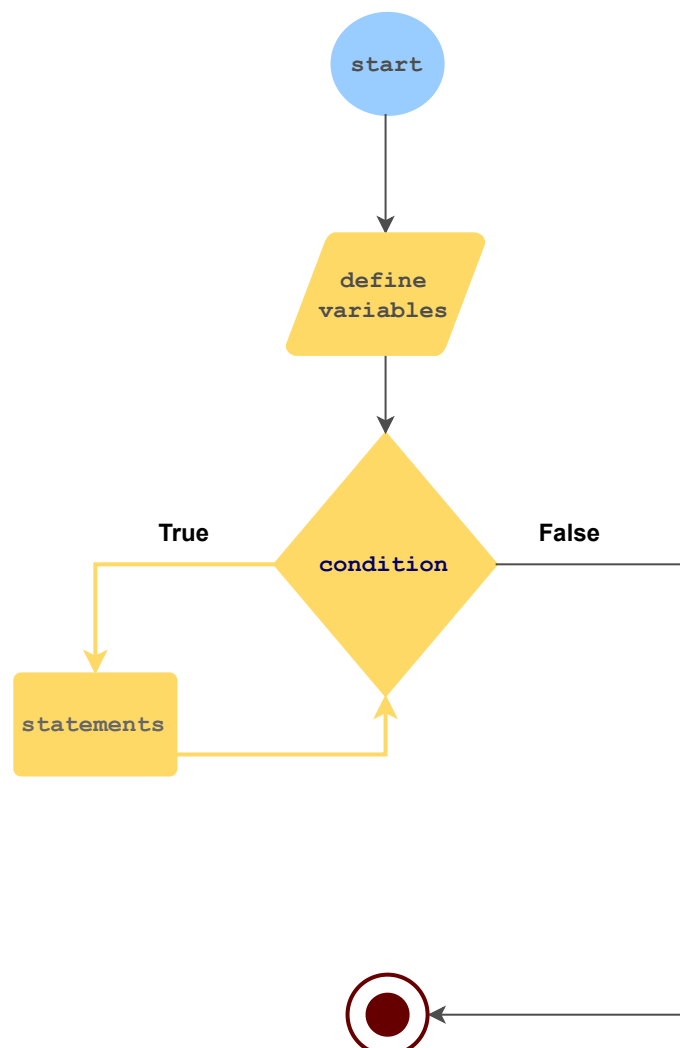 start
define
variables
True
False
condition
statements